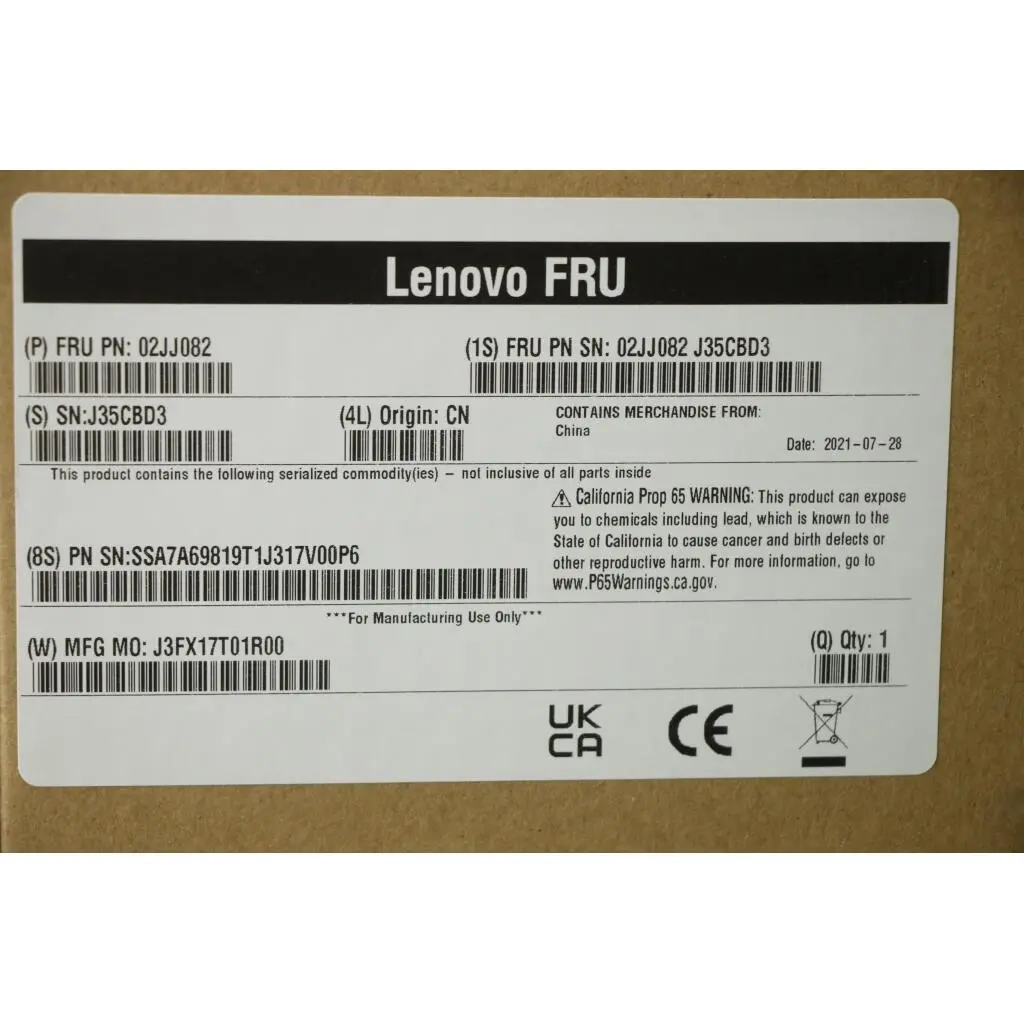 Lenovo FRU
(P) FRU PN: 02JJ082
(1S) FRU PN SN: 02JJ082 J35CBD3
(S) SN:J35CBD3
(4L) Origin: CN
CONTAINS MERCHANDISE FROM:
China
Date: 2021-07-28
This product contains the following serialized commodity(ies) – not inclusive of all parts inside
⚠ California Prop 65 WARNING: This product can expose
you to chemicals including lead, which is known to the
State of California to cause cancer and birth defects or
other reproductive harm. For more information, go to
www.P65Warnings.ca.gov.
(8S) PN SN:SSA7A69819T1J317V00P6
***For Manufacturing Use Only***
(W) MFG MO: J3FX17T01R00
(Q) Qty: 1
UK
CA
CE